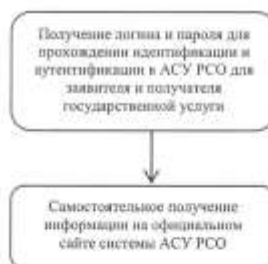 Получение логина и пароля для
прохождении идентификации и
аутентификации в АСУ РСО для
заявителя и получателя
государственной услуги
Самостоятельное получение
информации на официальном
сайте системы АСУ РСО